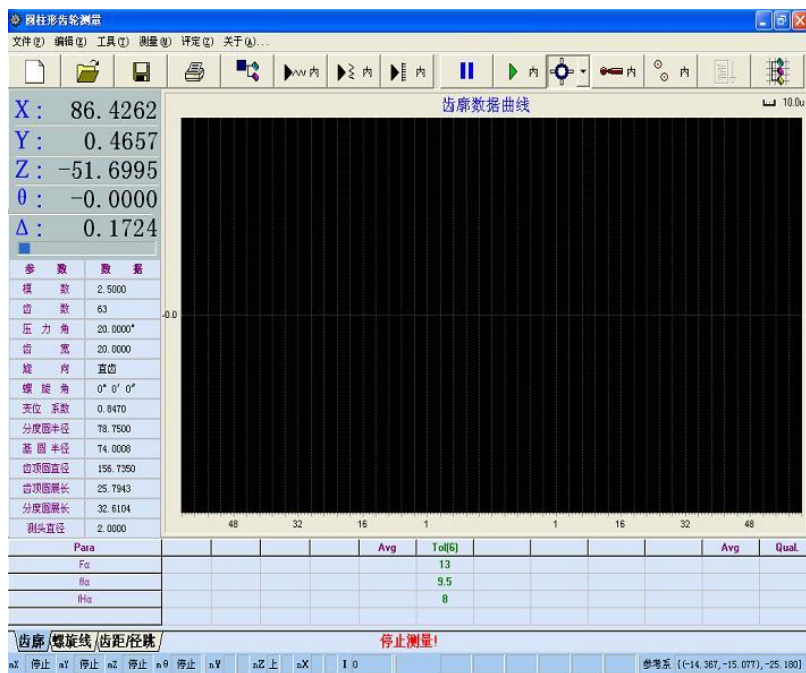 圆柱形齿轮测量
文件(F) 编辑(E) 工具(T) 测量(M) 评定(Z) 关于(A)...
内 内 内 内 内 内
X: 86.4262
Y: 0.4657
Z: -51.6995
θ: -0.0000
Δ: 0.1724
齿廓数据曲线
10.0u
-0.0
48 32 16 1 1 16 32 48
参 数 数 据
模 数 2.5000
齿 数 63
压 力 角 20.0000°
齿 宽 20.0000
旋 向 直齿
螺 旋 角 0° 0′ 0″
变位 系数 0.8470
分度圆半径 78.7500
基 圆 半径 74.0008
齿顶圆直径 156.7350
齿顶圆展长 25.7943
分度圆展长 32.6104
测头直径 2.0000
Para Avg Tol(6) Avg Qual.
Fα 13
ffα 9.5
fHα 8
齿廓 螺旋线 齿距/径跳
停止测量!
nX 停止 nY 停止 nZ 停止 nθ 停止 nY nZ 上 nX I 0 参考系 [(-14.367,-15.077),-25.180]